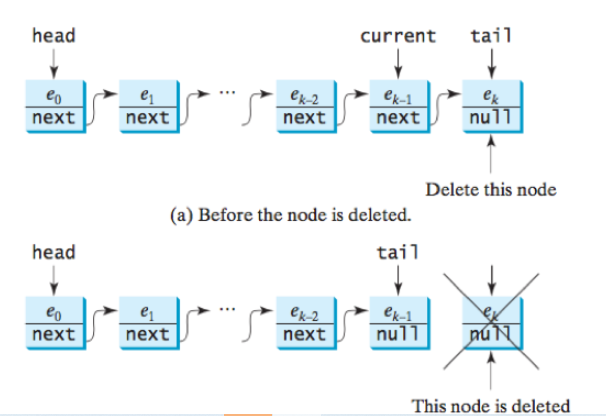 head current tail
e0 e1 … ek–2 ek–1 ek
next next next next null
Delete this node
(a) Before the node is deleted.
head tail
e0 e1 … ek–2 ek–1 ek
next next next null null
This node is deleted